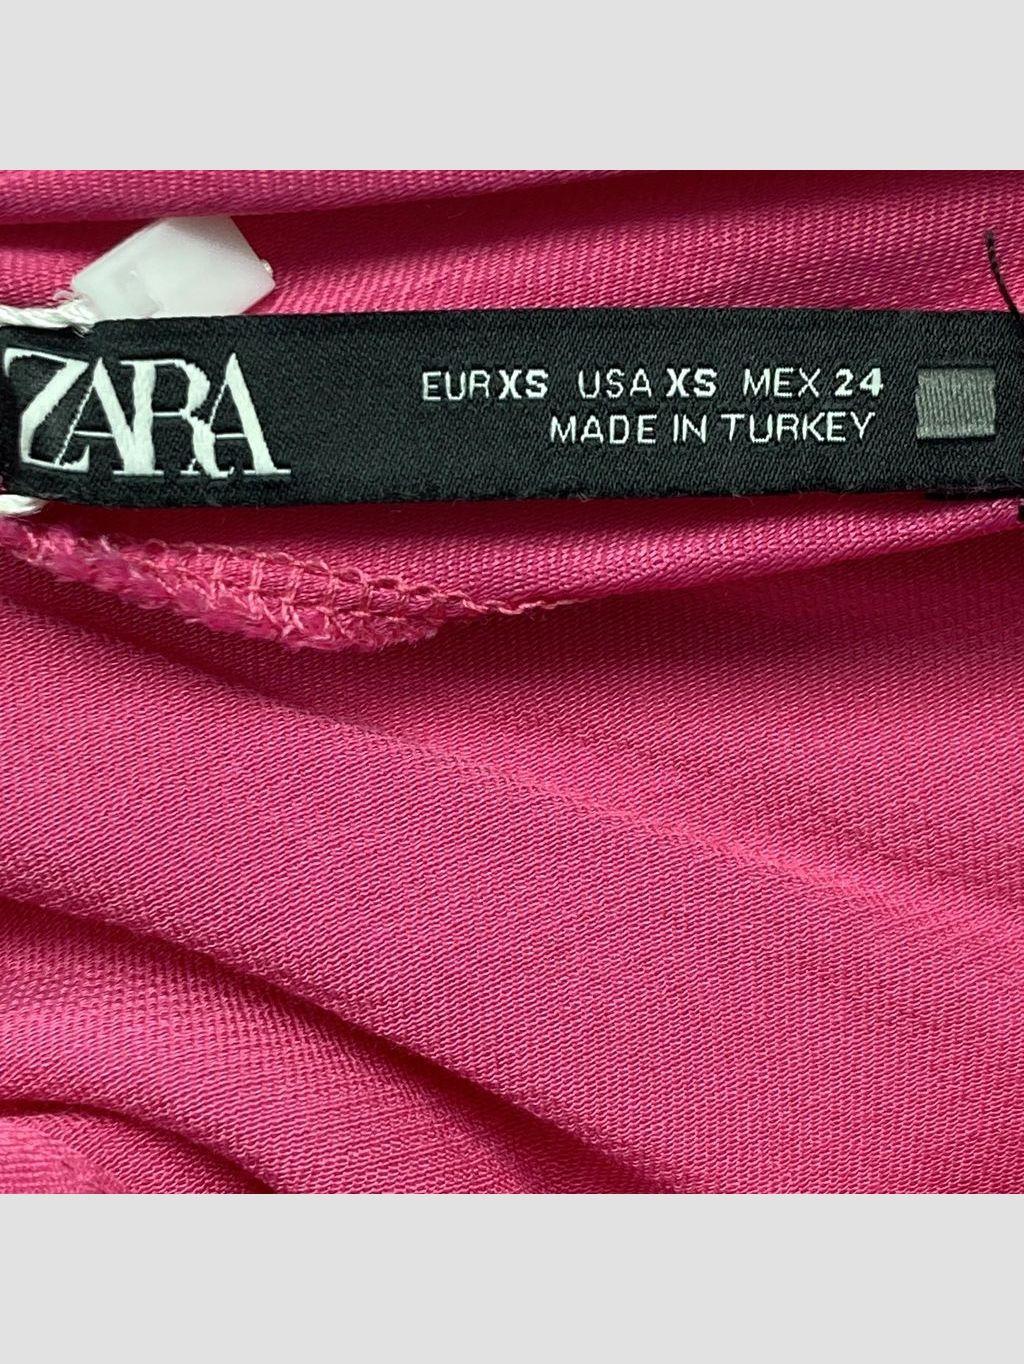 ZARA
EUR XS USA XS MEX 24
MADE IN TURKEY